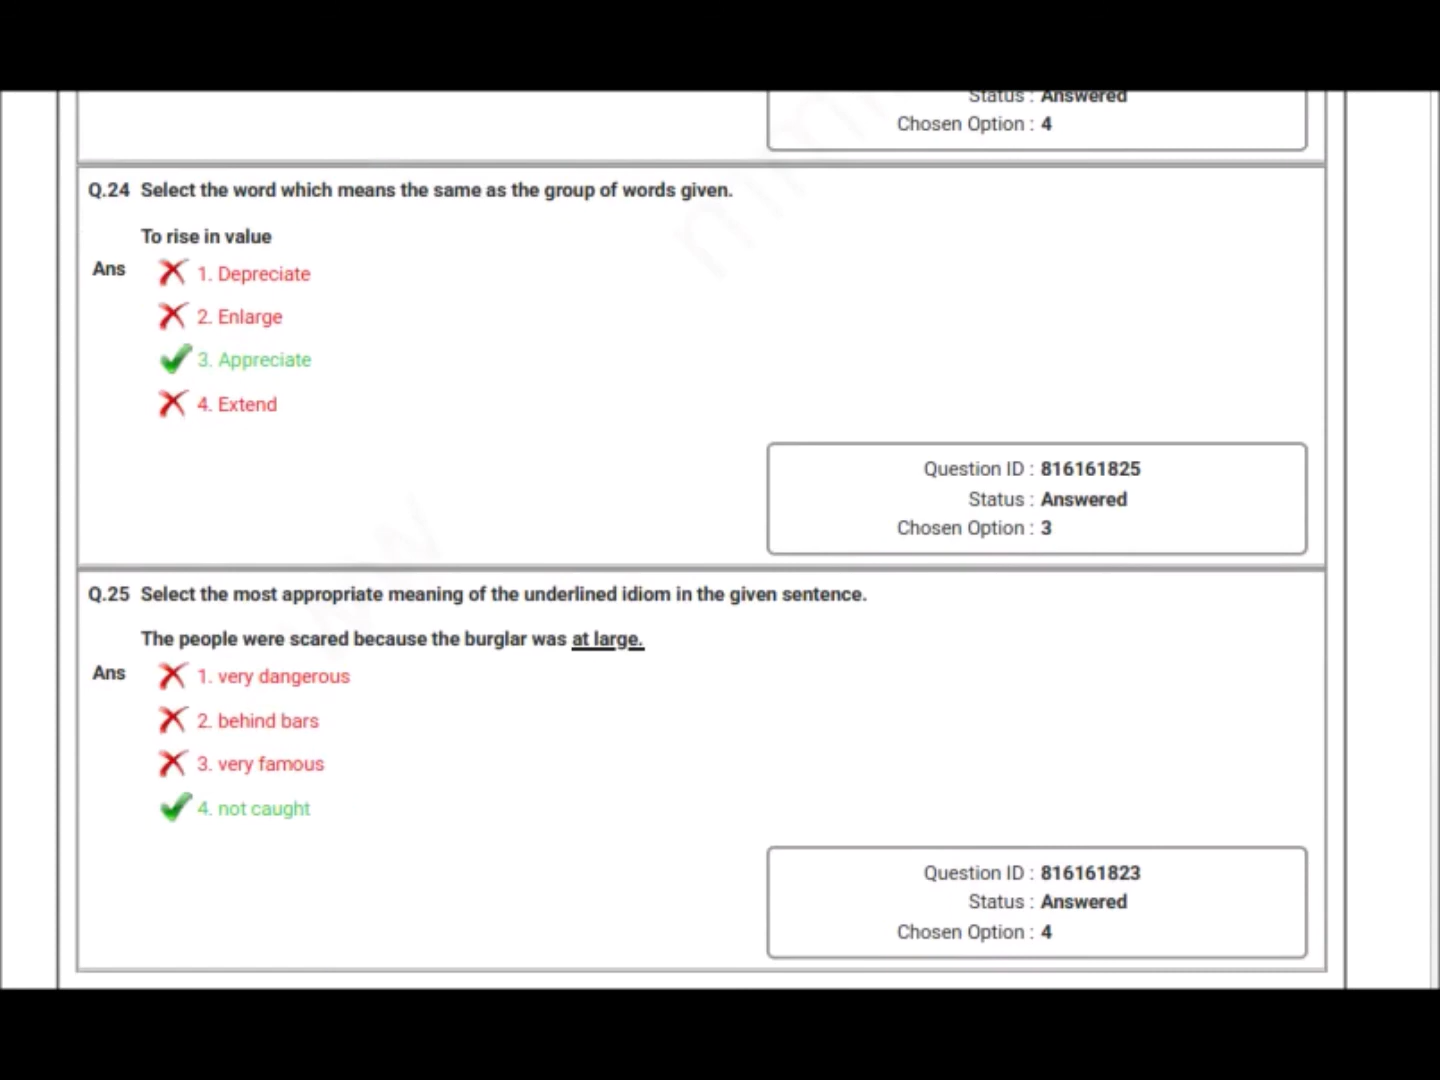 Status : Answered
Chosen Option : 4
Q.24 Select the word which means the same as the group of words given.
To rise in value
Ans
1. Depreciate
2. Enlarge
3. Appreciate
4. Extend
Question ID : 816161825
Status : Answered
Chosen Option : 3
Q.25 Select the most appropriate meaning of the underlined idiom in the given sentence.
The people were scared because the burglar was at large.
Ans
1. very dangerous
2. behind bars
3. very famous
4. not caught
Question ID : 816161823
Status : Answered
Chosen Option : 4